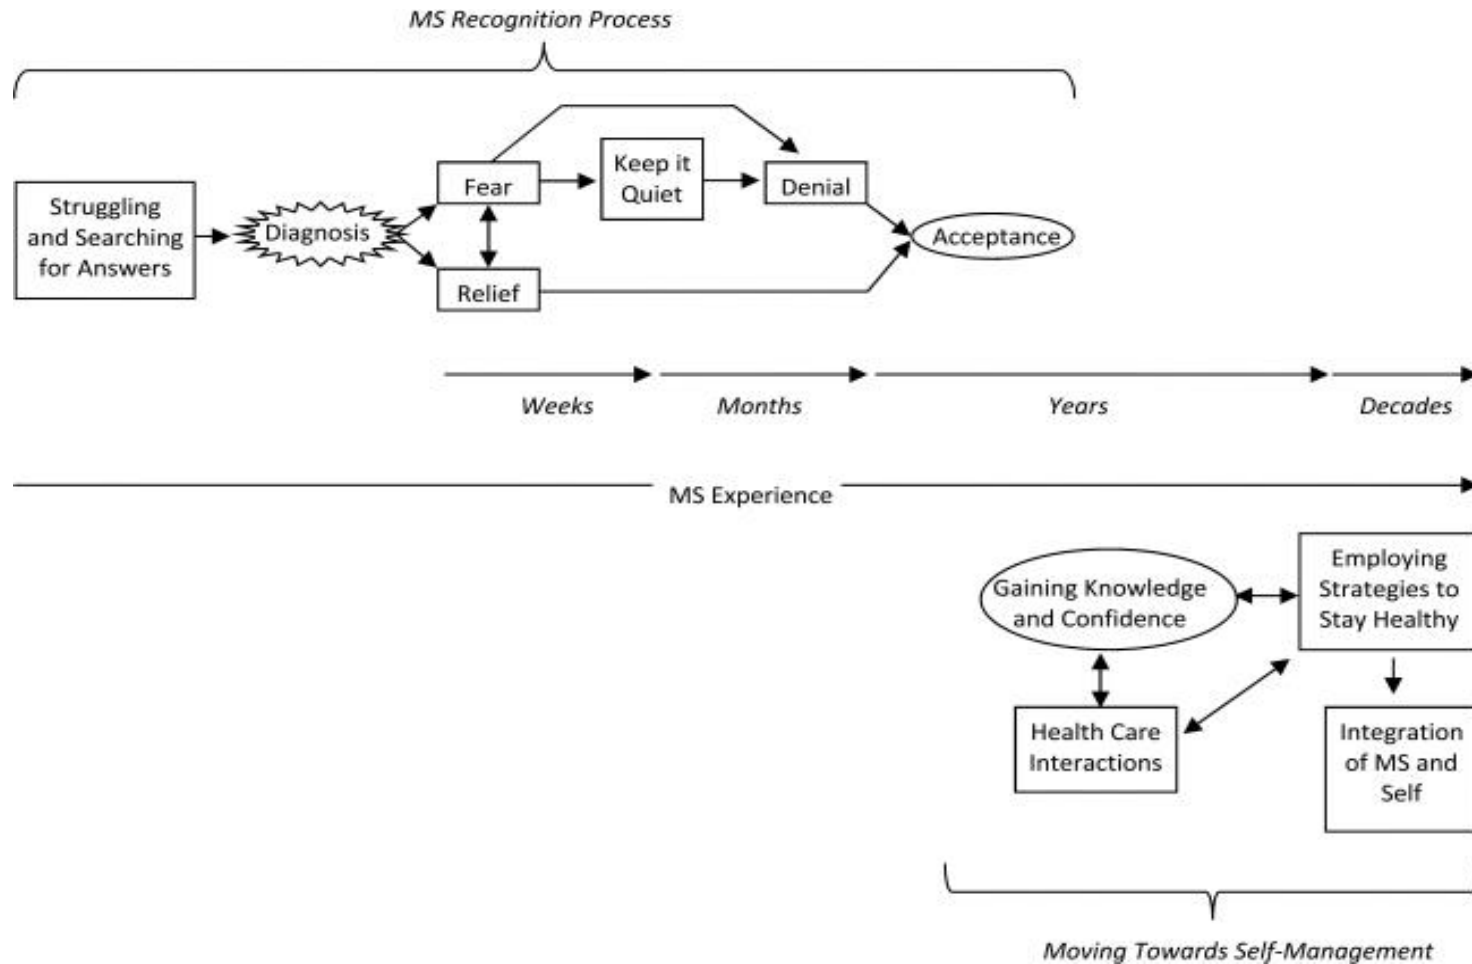 MS Recognition Process
Struggling
and Searching
for Answers
Diagnosis
Fear
Relief
Keep it
Quiet
Denial
Acceptance
Weeks
Months
Years
Decades
MS Experience
Gaining Knowledge
and Confidence
Employing
Strategies to
Stay Healthy
Health Care
Interactions
Integration
of MS and
Self
Moving Towards Self-Management